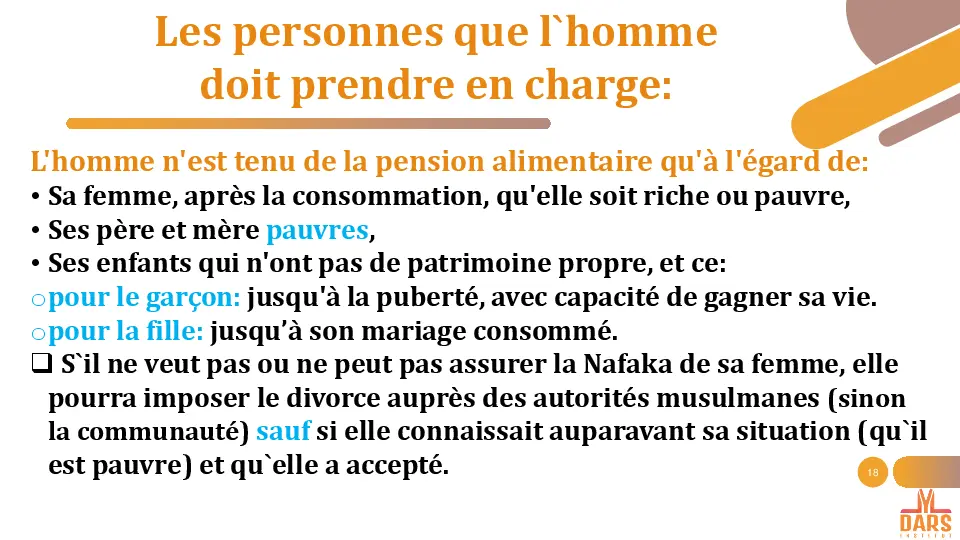 Les personnes que l`homme
doit prendre en charge:
L'homme n'est tenu de la pension alimentaire qu'à l'égard de:
• Sa femme, après la consommation, qu'elle soit riche ou pauvre,
• Ses père et mère pauvres,
• Ses enfants qui n'ont pas de patrimoine propre, et ce:
o pour le garçon: jusqu'à la puberté, avec capacité de gagner sa vie.
o pour la fille: jusqu’à son mariage consommé.
❑ S`il ne veut pas ou ne peut pas assurer la Nafaka de sa femme, elle
pourra imposer le divorce auprès des autorités musulmanes (sinon
la communauté) sauf si elle connaissait auparavant sa situation (qu`il
est pauvre) et qu`elle a accepté.
18
DARS
INSTITUT